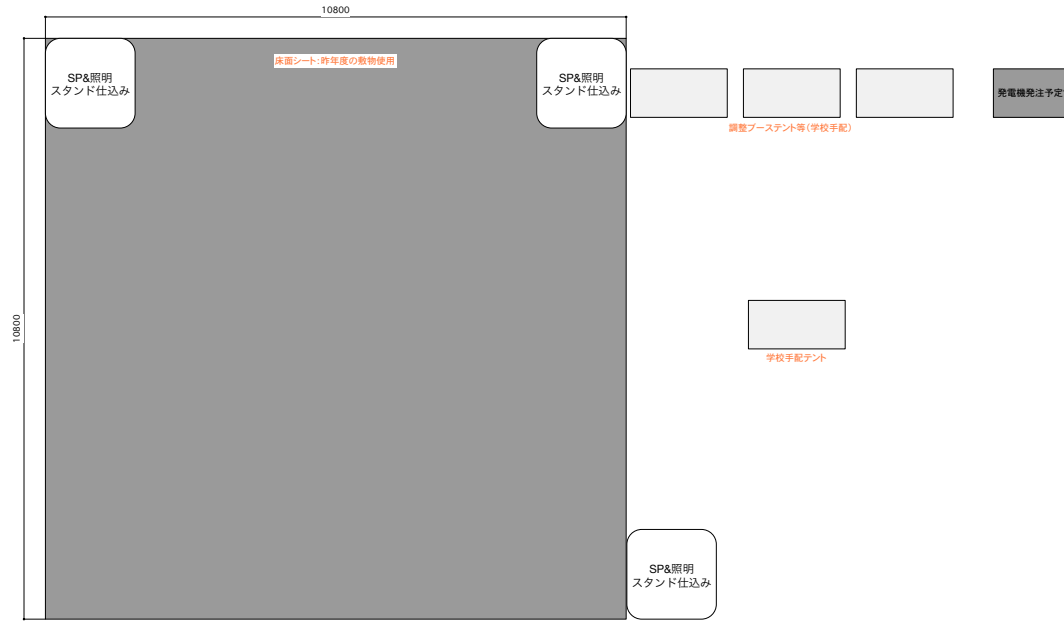 10800
床面シート：昨年度の敷物使用
SP&照明
スタンド仕込み
SP&照明
スタンド仕込み
発電機発注予定
調整ブーステント等（学校手配）
10800
学校手配テント
SP&照明
スタンド仕込み